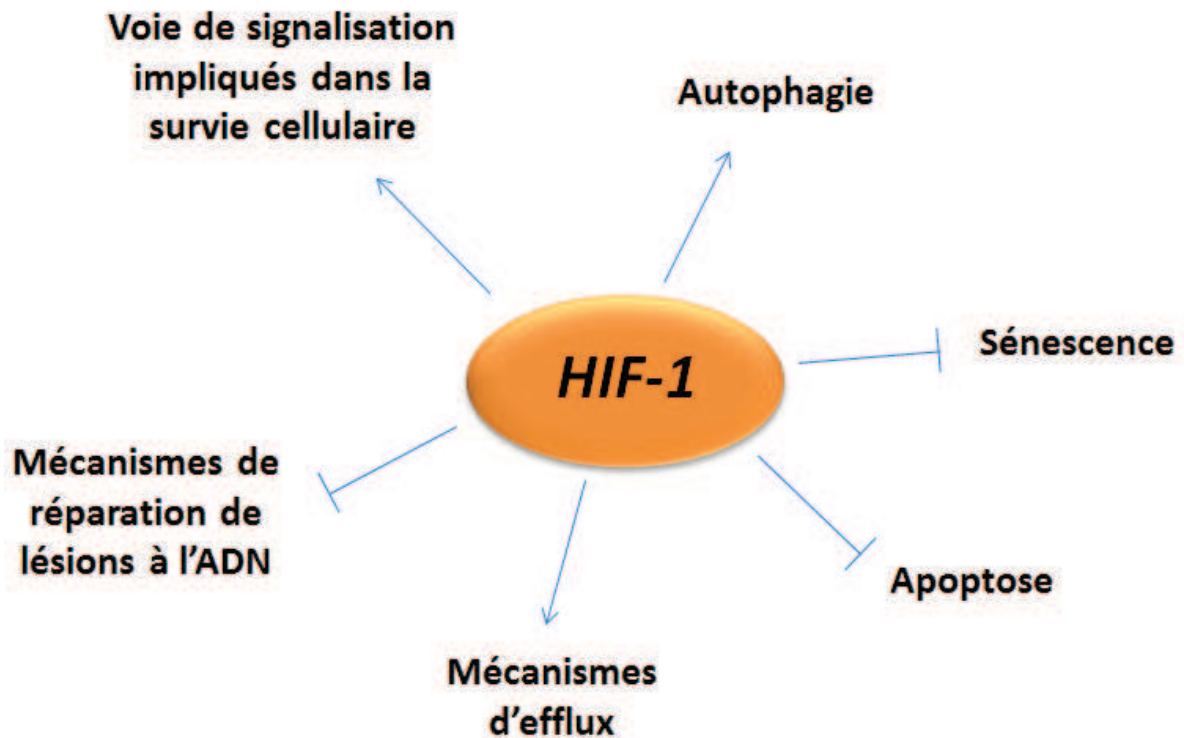 Voie de signalisation
impliqués dans la
survie cellulaire
Autophagie
Sénescence
HIF-1
Mécanismes de
réparation de
lésions à l'ADN
Apoptose
Mécanismes
d'efflux